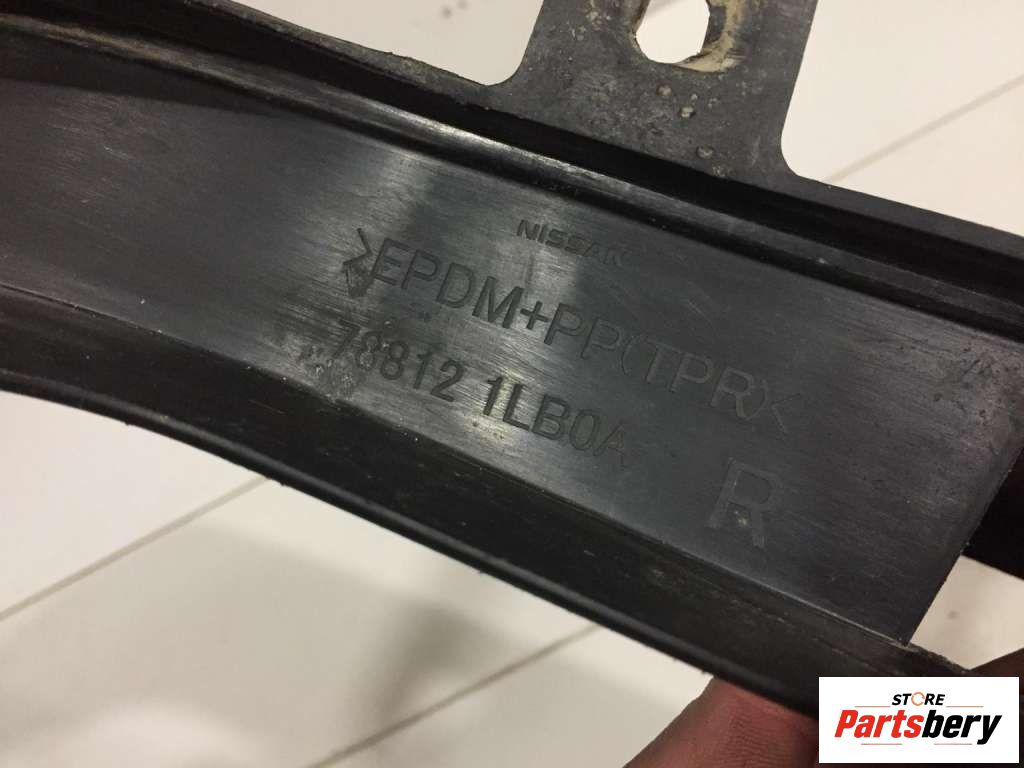 NISSAN
>EPDM+PP(TPR)<
78812 1LB0A
R
STORE
Partsbery